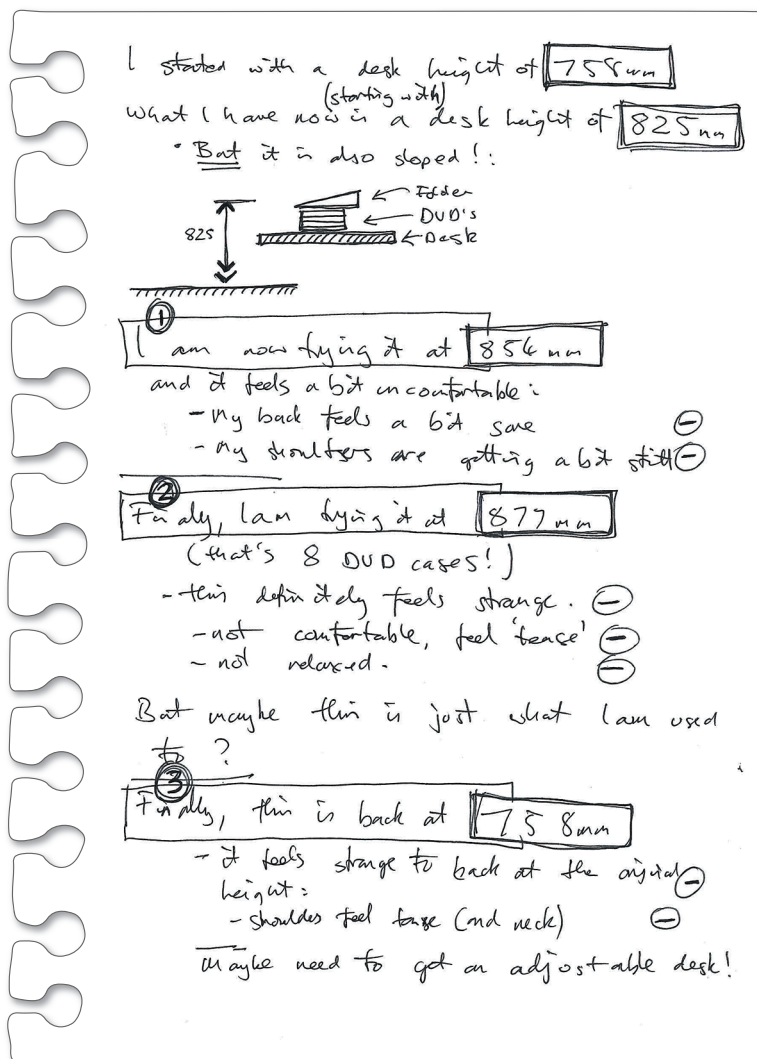 I started with a desk height of 758mm
(starting with)
What I have now is a desk height of 825mm
• But it is also sloped!:
Folder
DVD's
Desk
825
1
I am now trying it at 854mm
and it feels a bit uncomfortable:
- my back feels a bit sore -
- my shoulders are getting a bit stiff -
2
Finally, I am trying it at 877mm
(that's 8 DVD cases!)
- this definitely feels strange. -
- not comfortable, feel 'tense' -
- not relaxed. -
But maybe this is just what I am used
to ?
3
Finally, this is back at 758mm
- it feels strange to back at the original -
height:
- shoulders feel tense (and neck) -
Maybe need to get an adjustable desk!